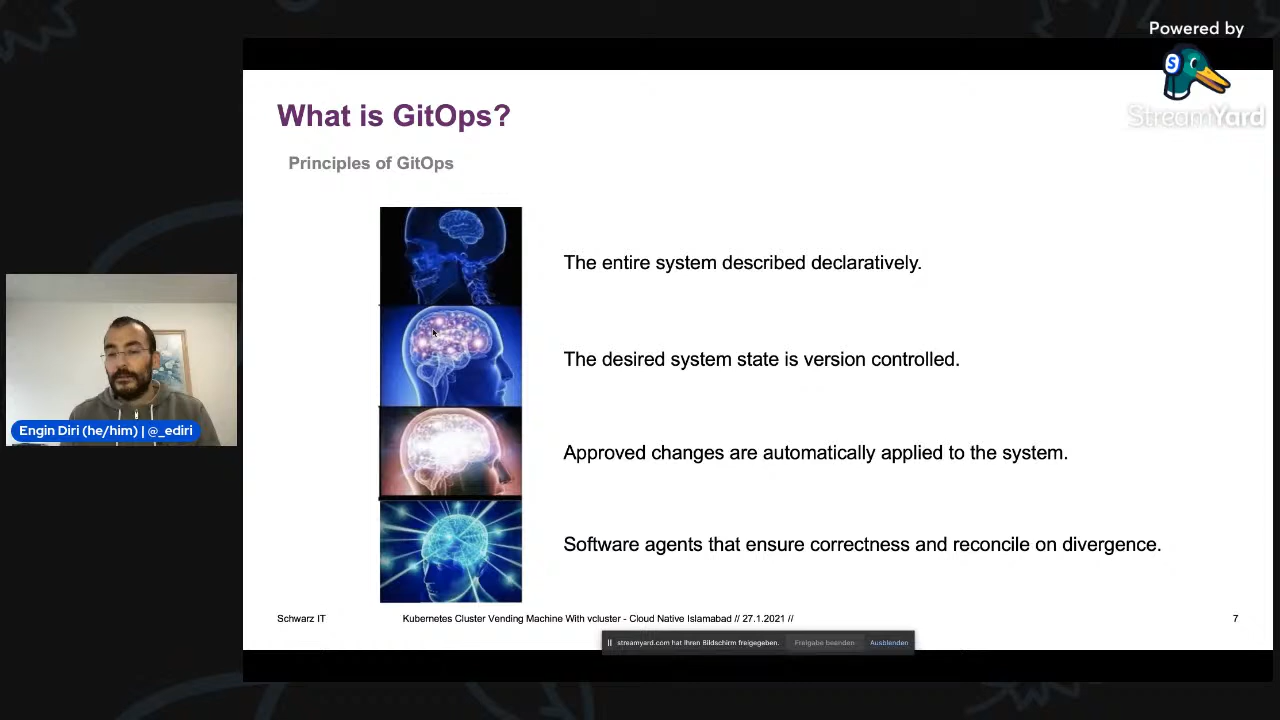 Powered by
StreamYard
What is GitOps?
Principles of GitOps
The entire system described declaratively.
The desired system state is version controlled.
Approved changes are automatically applied to the system.
Software agents that ensure correctness and reconcile on divergence.
Engin Diri (he/him) | @_ediri
Schwarz IT
Kubernetes Cluster Vending Machine With vcluster - Cloud Native Islamabad // 27.1.2021 //
7
streamyard.com hat Ihren Bildschirm freigegeben.
Freigabe beenden
Ausblenden